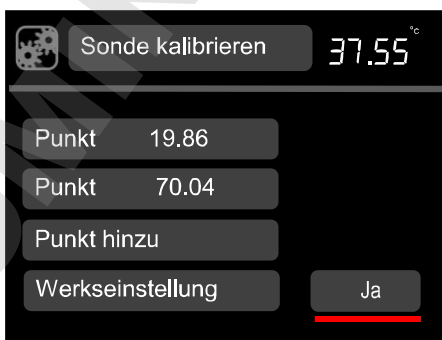 Sonde kalibrieren 37.55 °c
Punkt 19.86
Punkt 70.04
Punkt hinzu
Werkseinstellung Ja